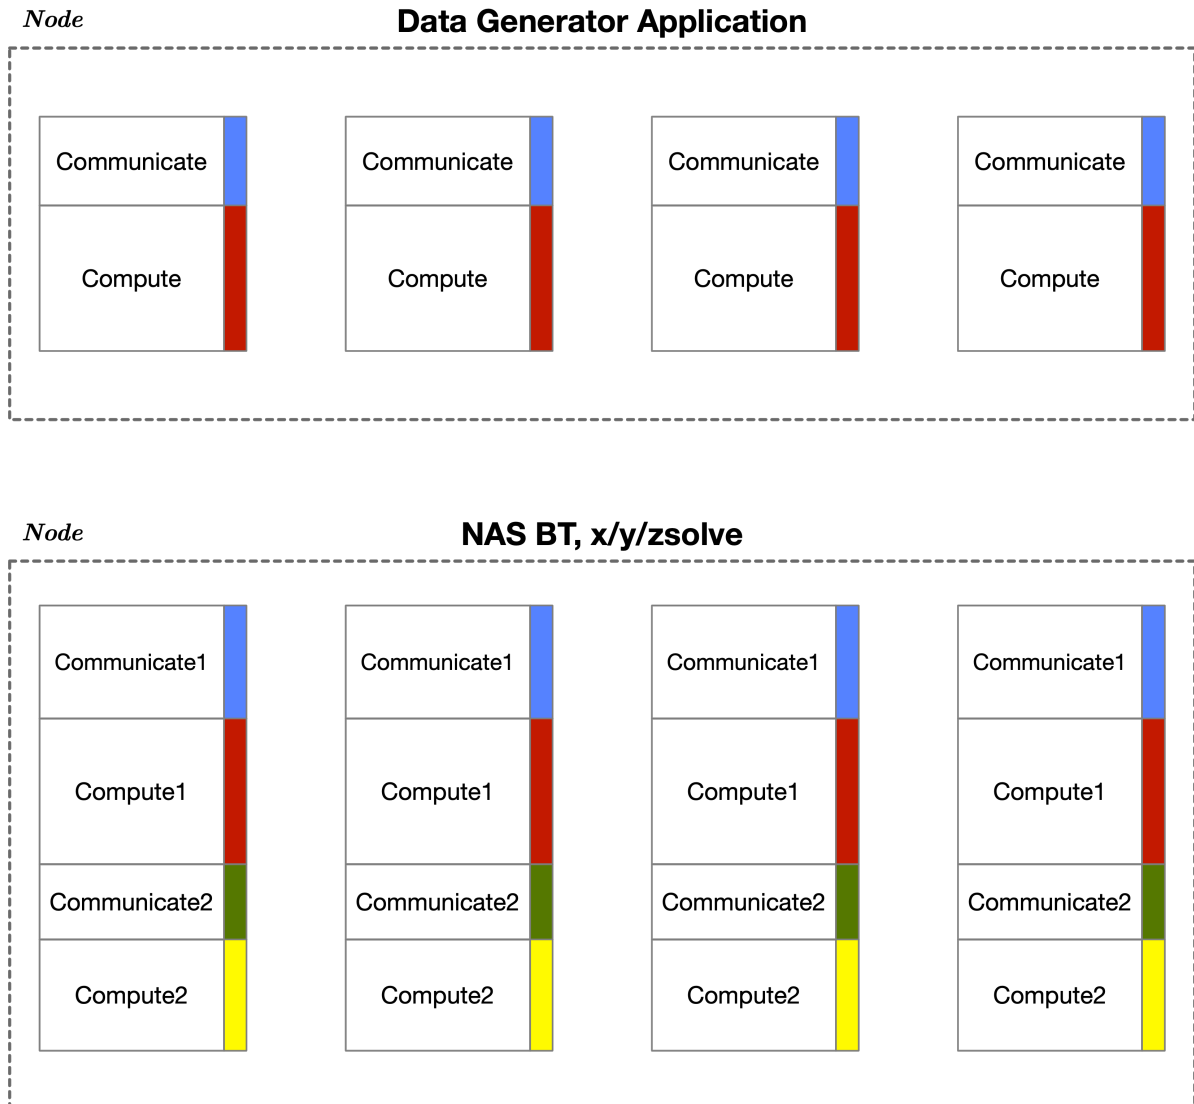 Node
Data Generator Application
Communicate Communicate Communicate Communicate
Compute Compute Compute Compute
Node
NAS BT, x/y/zsolve
Communicate1 Communicate1 Communicate1 Communicate1
Compute1 Compute1 Compute1 Compute1
Communicate2 Communicate2 Communicate2 Communicate2
Compute2 Compute2 Compute2 Compute2